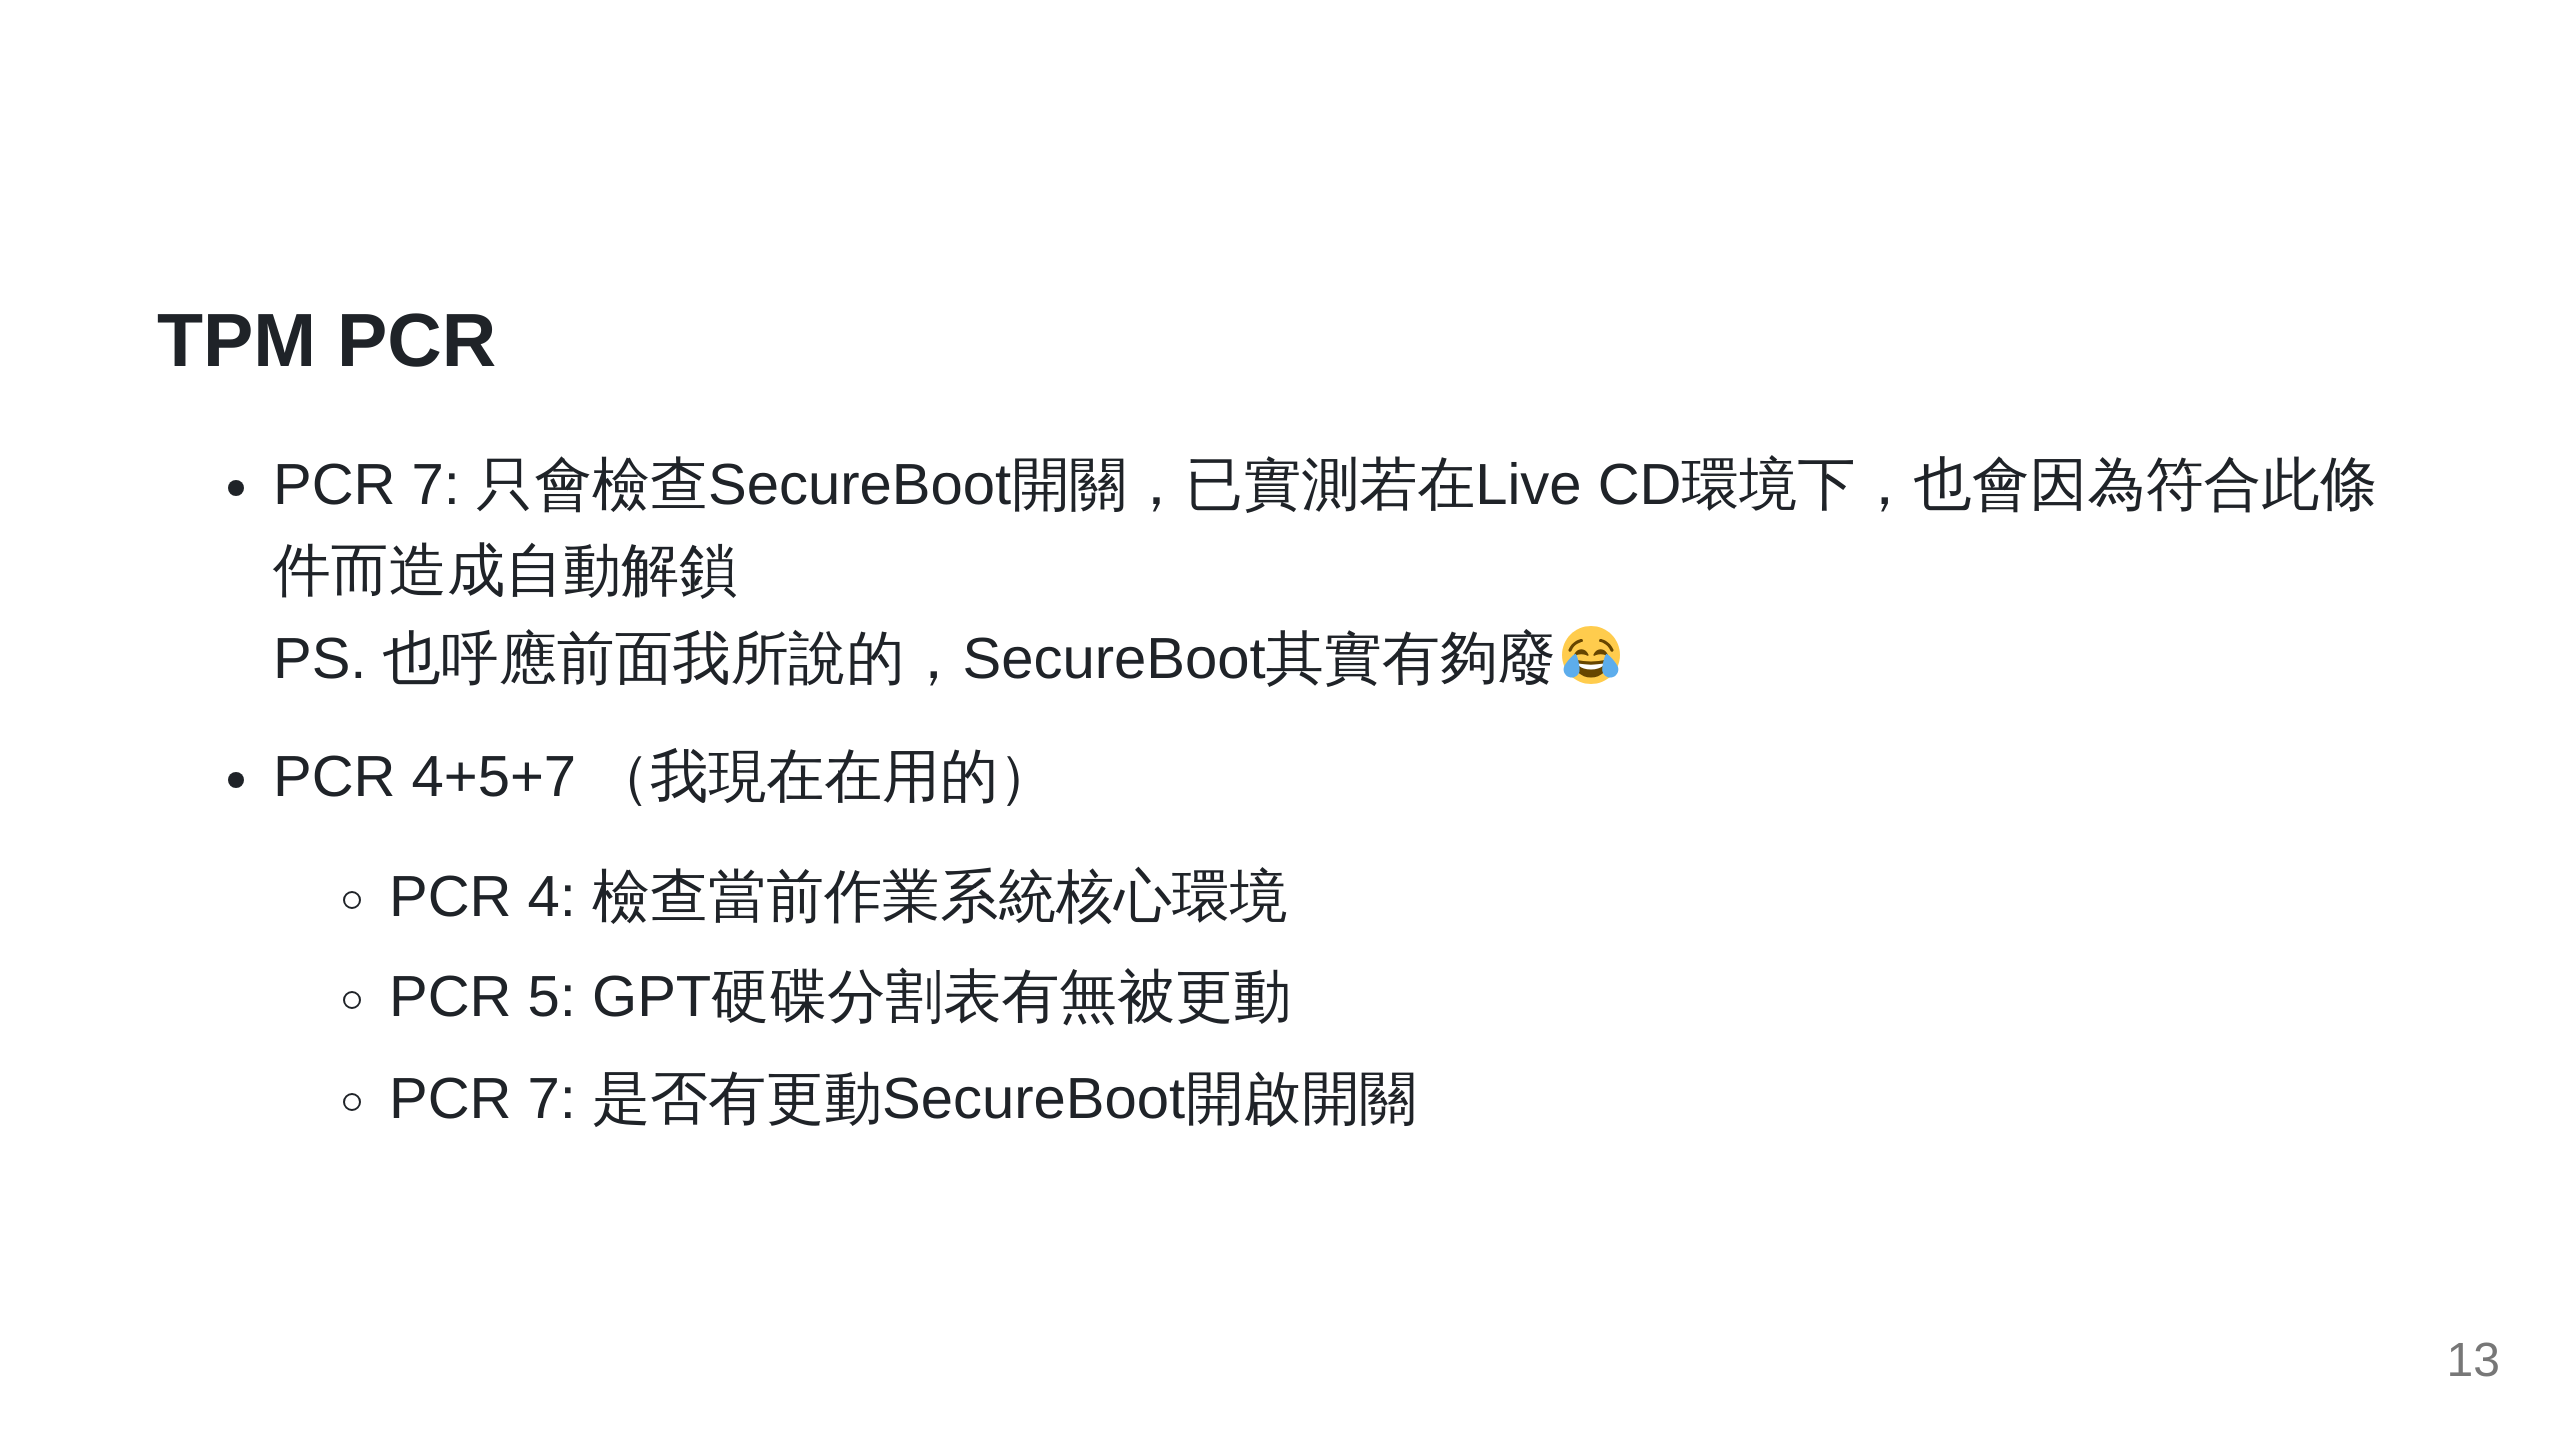 TPM PCR
PCR 7: 只會檢查SecureBoot開關，已實測若在Live CD環境下，也會因為符合此條
件而造成自動解鎖
PS. 也呼應前面我所說的，SecureBoot其實有夠廢😂
PCR 4+5+7 （我現在在用的）
PCR 4: 檢查當前作業系統核心環境
PCR 5: GPT硬碟分割表有無被更動
PCR 7: 是否有更動SecureBoot開啟開關
13